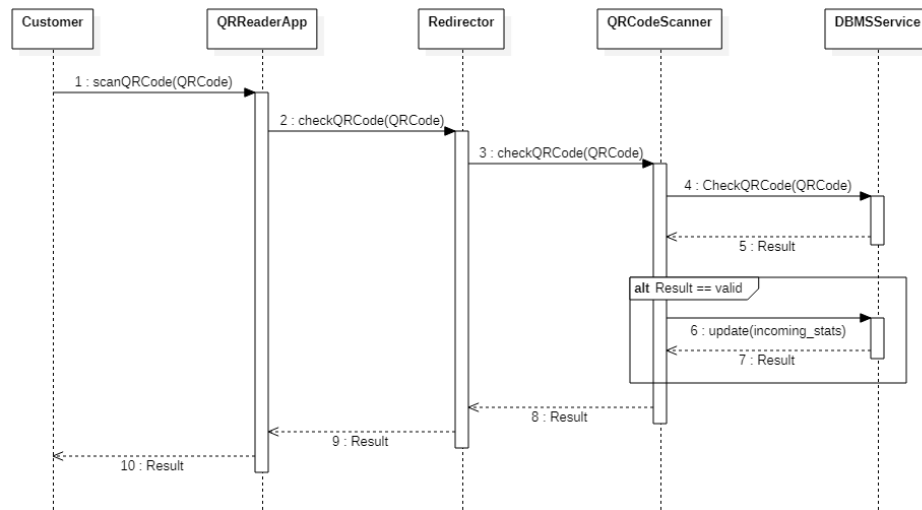 Customer
QRReaderApp
Redirector
QRCodeScanner
DBMSService
1 : scanQRCode(QRCode)
2 : checkQRCode(QRCode)
3 : checkQRCode(QRCode)
4 : CheckQRCode(QRCode)
5 : Result
alt Result == valid
6 : update(incoming_stats)
7 : Result
8 : Result
9 : Result
10 : Result